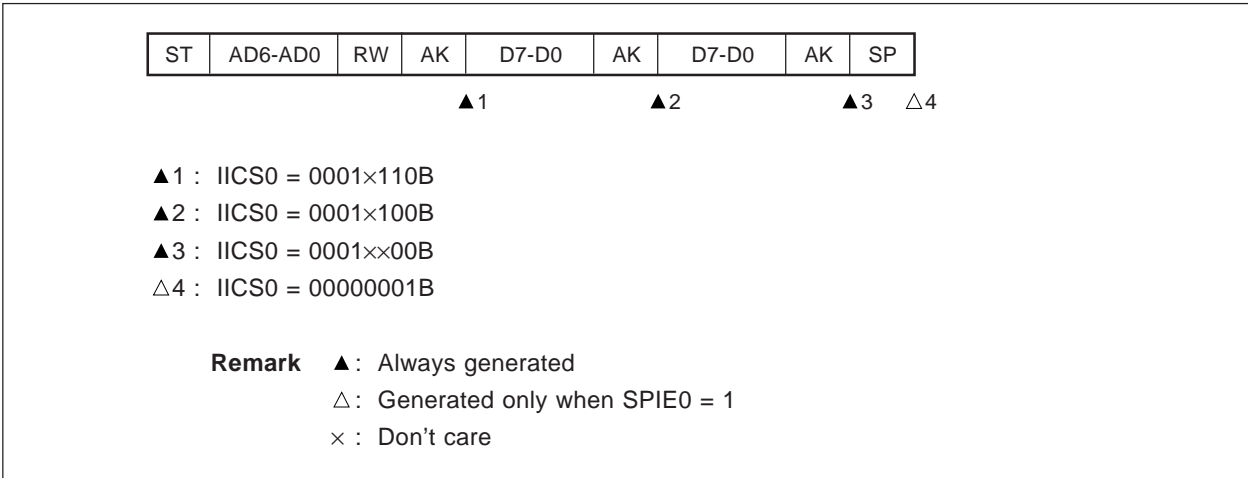 ST AD6-AD0 RW AK D7-D0 AK D7-D0 AK SP
▲1 ▲2 ▲3 △4
▲1 : IICS0 = 0001×110B
▲2 : IICS0 = 0001×100B
▲3 : IICS0 = 0001××00B
△4 : IICS0 = 00000001B
Remark ▲ : Always generated
△ : Generated only when SPIE0 = 1
× : Don't care